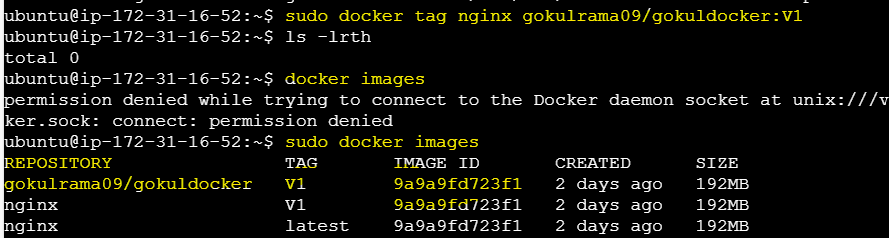 ubuntu@ip-172-31-16-52:~$ sudo docker tag nginx gokulrama09/gokuldocker:V1
ubuntu@ip-172-31-16-52:~$ ls -lrth
total 0
ubuntu@ip-172-31-16-52:~$ docker images
permission denied while trying to connect to the Docker daemon socket at unix:///v
ker.sock: connect: permission denied
ubuntu@ip-172-31-16-52:~$ sudo docker images
REPOSITORY TAG IMAGE ID CREATED SIZE
gokulrama09/gokuldocker V1 9a9a9fd723f1 2 days ago 192MB
nginx V1 9a9a9fd723f1 2 days ago 192MB
nginx latest 9a9a9fd723f1 2 days ago 192MB